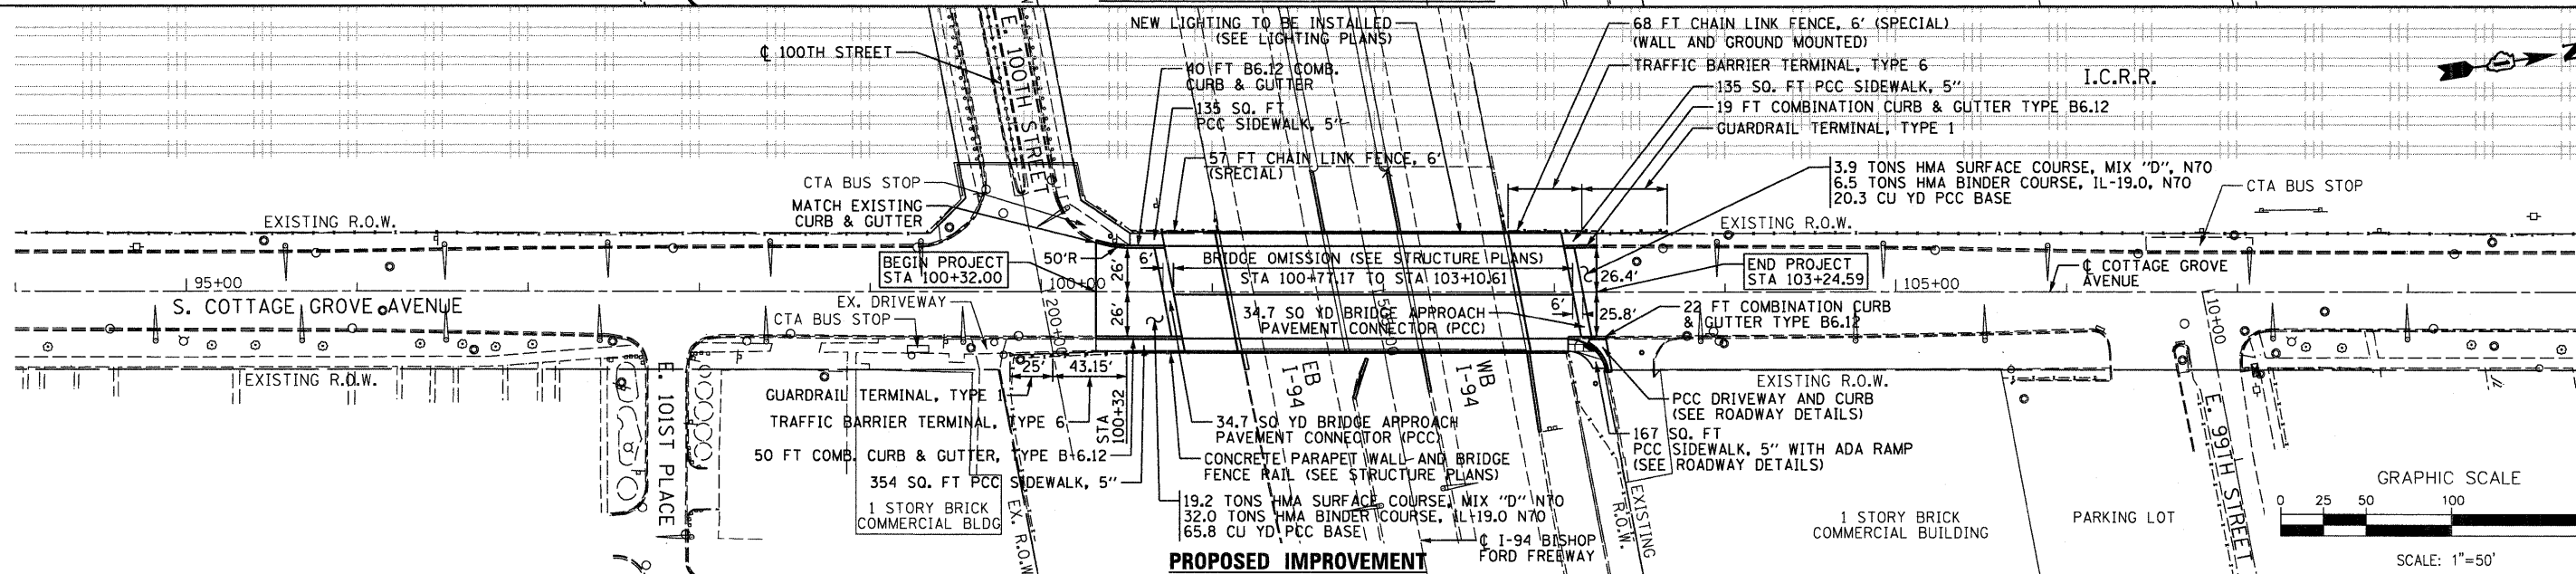 NEW LIGHTING TO BE INSTALLED
(SEE LIGHTING PLANS)
68 FT CHAIN LINK FENCE, 6' (SPECIAL)
(WALL AND GROUND MOUNTED)
TRAFFIC BARRIER TERMINAL, TYPE 6
135 SQ. FT PCC SIDEWALK, 5"
19 FT COMBINATION CURB & GUTTER TYPE B6.12
GUARDRAIL TERMINAL, TYPE 1
I.C.R.R.
℄ 100TH STREET
E. 100TH STREET
40 FT B6.12 COMB.
CURB & GUTTER
135 SQ. FT
PCC SIDEWALK, 5"
57 FT CHAIN LINK FENCE, 6'
(SPECIAL)
3.9 TONS HMA SURFACE COURSE, MIX "D", N70
6.5 TONS HMA BINDER COURSE, IL-19.0, N70
20.3 CU YD PCC BASE
CTA BUS STOP
CTA BUS STOP
MATCH EXISTING
CURB & GUTTER
EXISTING R.O.W.
EXISTING R.O.W.
BEGIN PROJECT
STA 100+32.00
50'R
6'
26'
BRIDGE OMISSION (SEE STRUCTURE PLANS)
STA 100+77.17 TO STA 103+10.61
26.4'
END PROJECT
STA 103+24.59
℄ COTTAGE GROVE
AVENUE
95+00
100+00
105+00
S. COTTAGE GROVE AVENUE
EX. DRIVEWAY
CTA BUS STOP
200+00
26'
34.7 SQ YD BRIDGE APPROACH
PAVEMENT CONNECTOR (PCC)
6'
25.8'
22 FT COMBINATION CURB
& GUTTER TYPE B6.12
10+00
EXISTING R.O.W.
25'
43.15'
EB
I-94
WB
I-94
EXISTING R.O.W.
GUARDRAIL TERMINAL, TYPE 1
TRAFFIC BARRIER TERMINAL, TYPE 6
STA
100+32
50 FT COMB. CURB & GUTTER, TYPE B-6.12
354 SQ. FT PCC SIDEWALK, 5"
34.7 SQ YD BRIDGE APPROACH
PAVEMENT CONNECTOR (PCC)
CONCRETE PARAPET WALL AND BRIDGE
FENCE RAIL (SEE STRUCTURE PLANS)
PCC DRIVEWAY AND CURB
(SEE ROADWAY DETAILS)
167 SQ. FT
PCC SIDEWALK, 5" WITH ADA RAMP
(SEE ROADWAY DETAILS)
E. 101ST PLACE
1 STORY BRICK
COMMERCIAL BLDG
EX. R.O.W.
19.2 TONS HMA SURFACE COURSE, MIX "D" N70
32.0 TONS HMA BINDER COURSE, IL-19.0 N70
65.8 CU YD PCC BASE
℄ I-94 BISHOP
FORD FREEWAY
EXISTING
R.O.W.
1 STORY BRICK
COMMERCIAL BUILDING
PARKING LOT
E. 99TH STREET
GRAPHIC SCALE
0 25 50 100
SCALE: 1"=50'
PROPOSED IMPROVEMENT